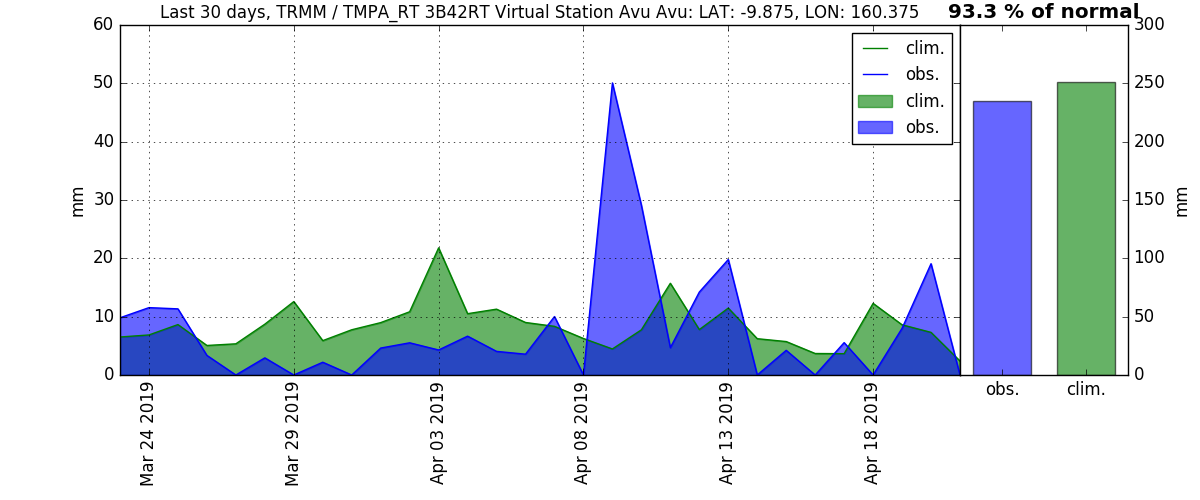 Last 30 days, TRMM / TMPA_RT 3B42RT Virtual Station Avu Avu: LAT: -9.875, LON: 160.375
93.3 % of normal
60
50
40
30
20
10
0
mm
clim.
obs.
clim.
obs.
300
250
200
150
100
50
0
mm
Mar 24 2019
Mar 29 2019
Apr 03 2019
Apr 08 2019
Apr 13 2019
Apr 18 2019
obs.
clim.